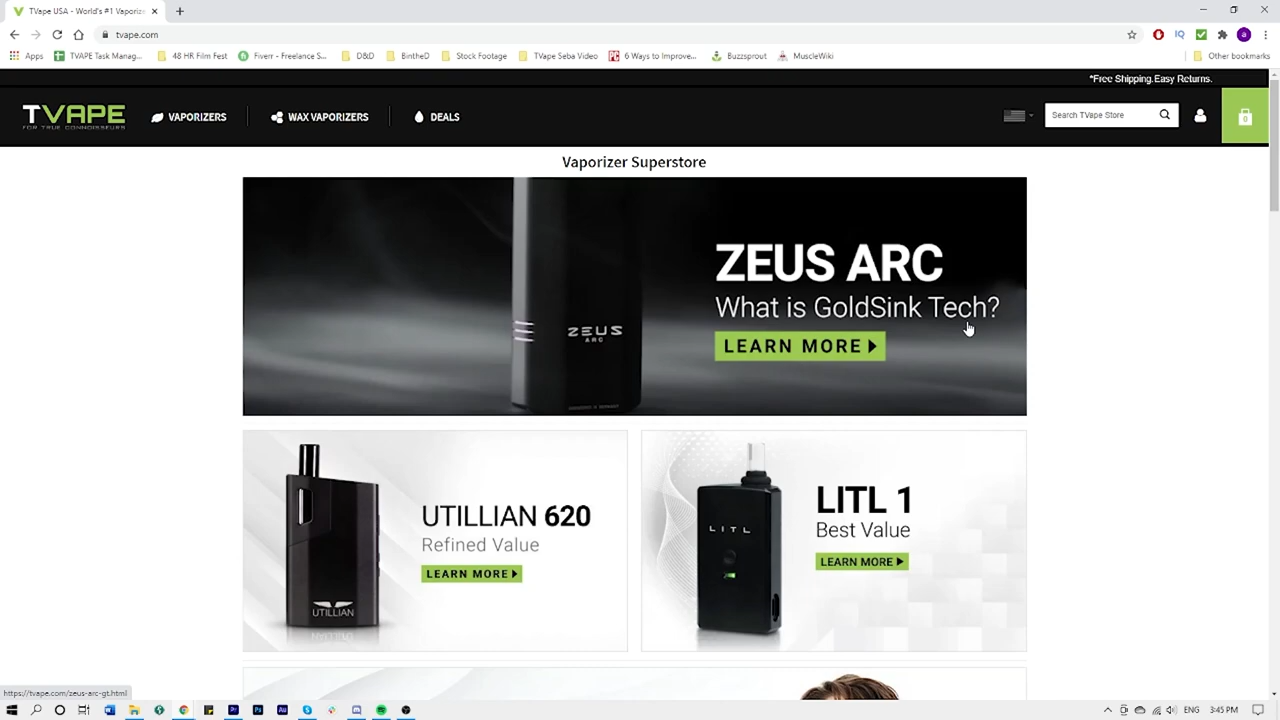 TVape USA - World's #1 Vaporiz
tvape.com
Apps
TVAPE Task Manag...
48 HR Film Fest
Fiverr - Freelance S...
D&D
BintheD
Stock Footage
TVape Seba Video
6 Ways to Improve...
Buzzsprout
MuscleWiki
Other bookmarks
*Free Shipping.Easy Returns.
TVAPE
FOR TRUE CONNOISSEURS
VAPORIZERS
WAX VAPORIZERS
DEALS
Search TVape Store
0
Vaporizer Superstore
ZEUS
ARC
ZEUS ARC
What is GoldSink Tech?
LEARN MORE
UTILLIAN
UTILLIAN 620
Refined Value
LEARN MORE
LITL
LITL 1
Best Value
LEARN MORE
https://tvape.com/zeus-arc-gt.html
ENG
3:45 PM